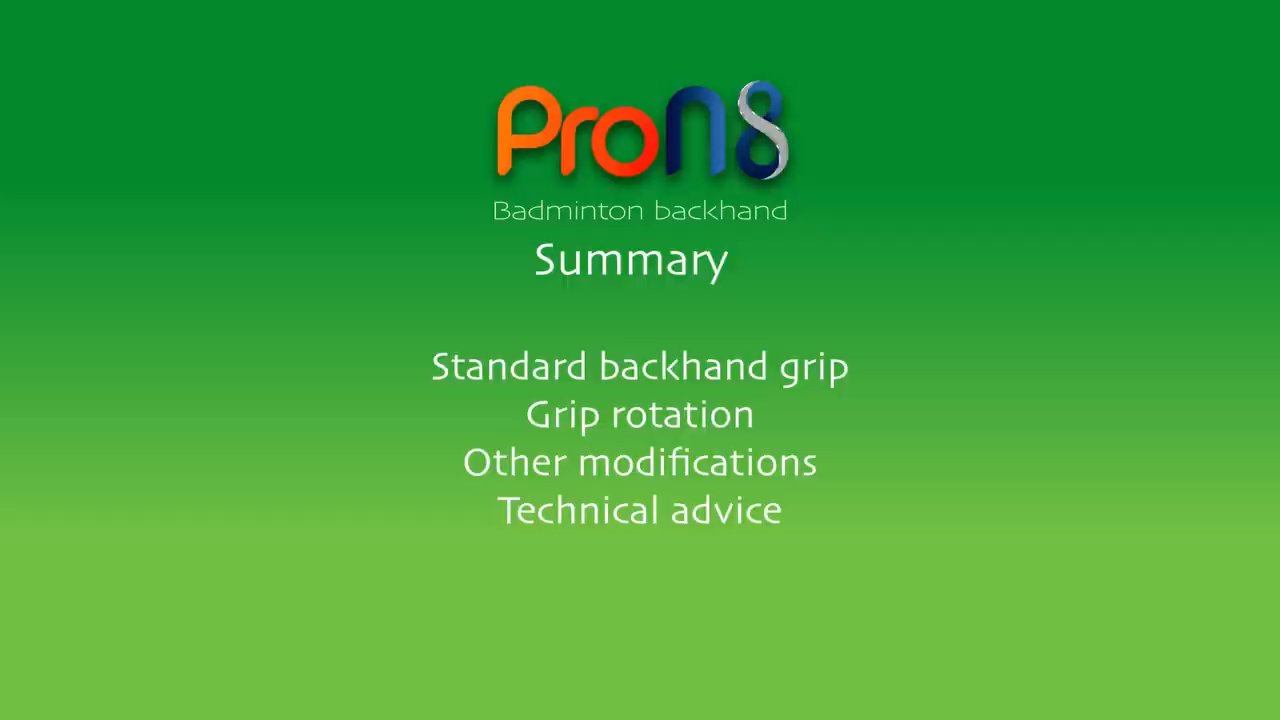 ProN8
Badminton backhand
Summary
Standard backhand grip
Grip rotation
Other modifications
Technical advice